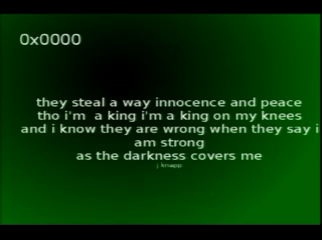 0x0000
they steal a way innocence and peace
tho i'm a king i'm a king on my knees
and i know they are wrong when they say i
am strong
as the darkness covers me
j knapp